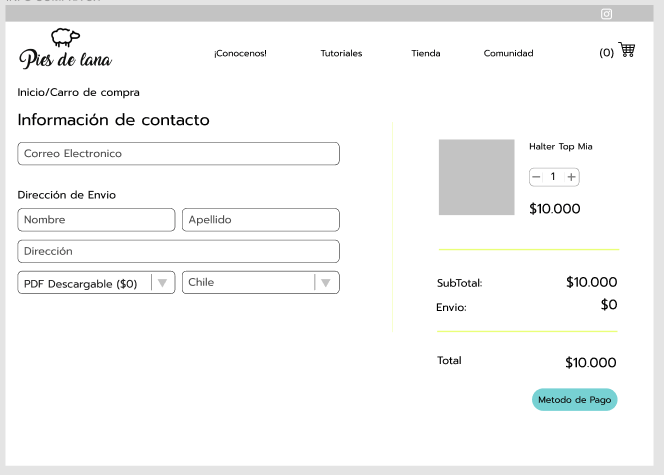 Pies de lana
¡Conocenos!
Tutoriales
Tienda
Comunidad
(0)
Inicio/Carro de compra
Información de contacto
Correo Electronico
Dirección de Envio
Nombre
Apellido
Dirección
PDF Descargable ($0)
Chile
Halter Top Mia
− 1 +
$10.000
SubTotal: $10.000
Envio: $0
Total $10.000
Metodo de Pago